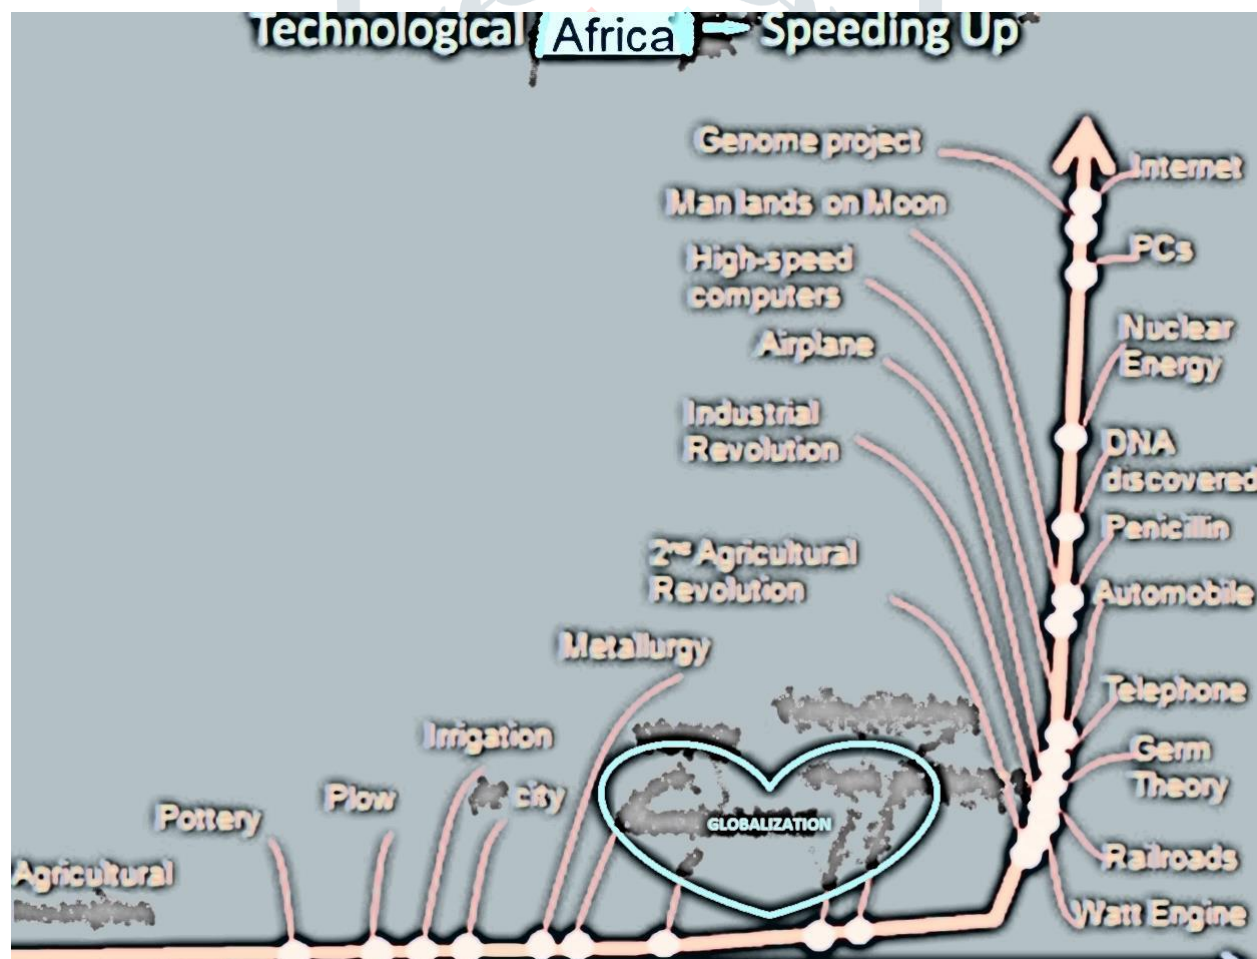 Technological Africa Speeding Up
Genome project
Internet
Man lands on Moon
PCs
High-speed
computers
Nuclear
Energy
Airplane
Industrial
Revolution
DNA
discovered
Penicillin
2nd Agricultural
Revolution
Automobile
Metallurgy
Telephone
Irrigation
Germ
Theory
city
Plow
Pottery
GLOBALIZATION
Railroads
Agricultural
Watt Engine